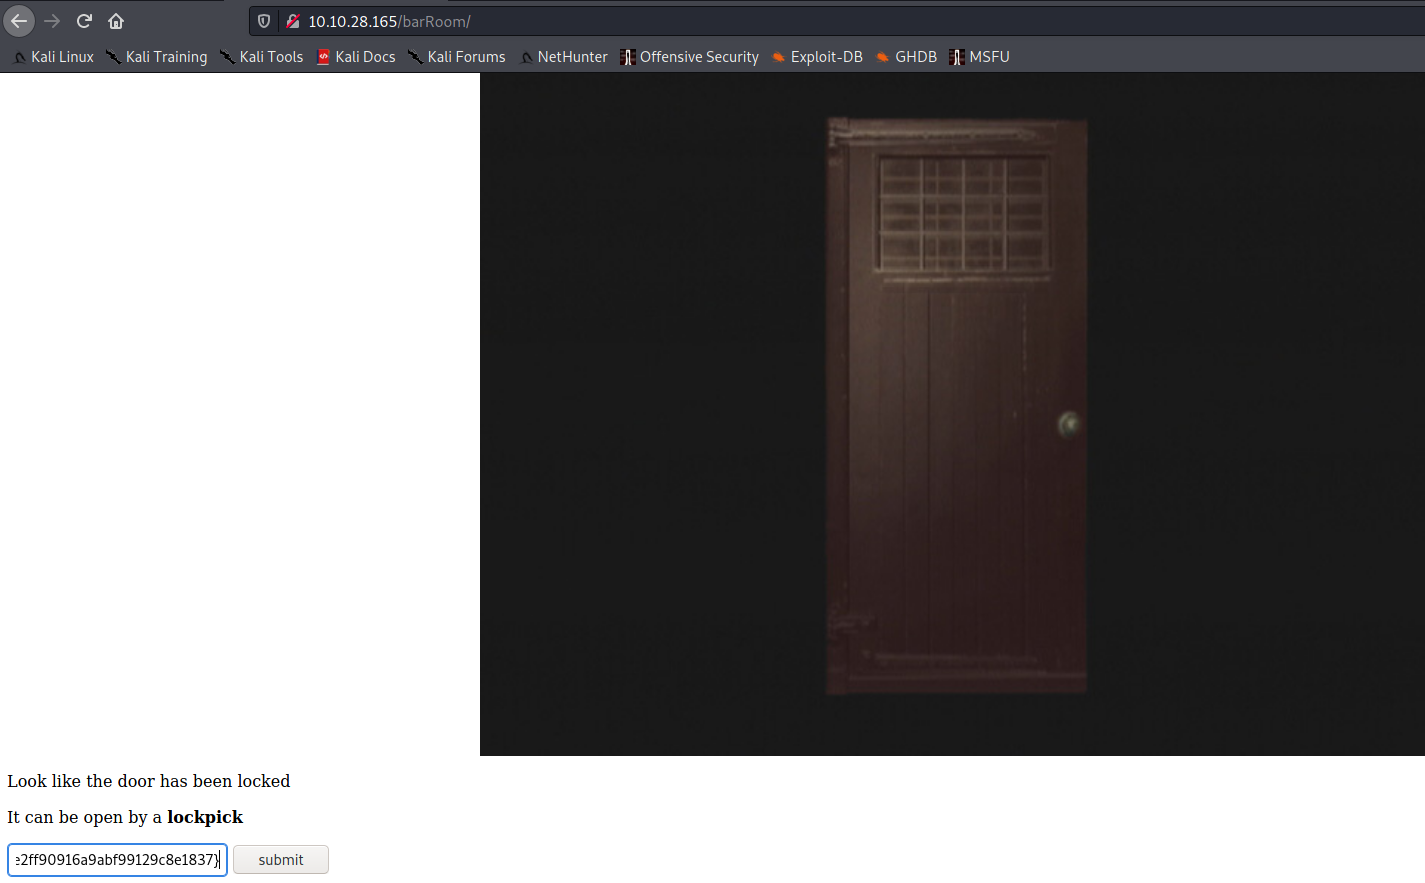 10.10.28.165/barRoom/
Kali Linux Kali Training Kali Tools Kali Docs Kali Forums NetHunter Offensive Security Exploit-DB GHDB MSFU
Look like the door has been locked
It can be open by a lockpick
e2ff90916a9abf99129c8e1837} submit